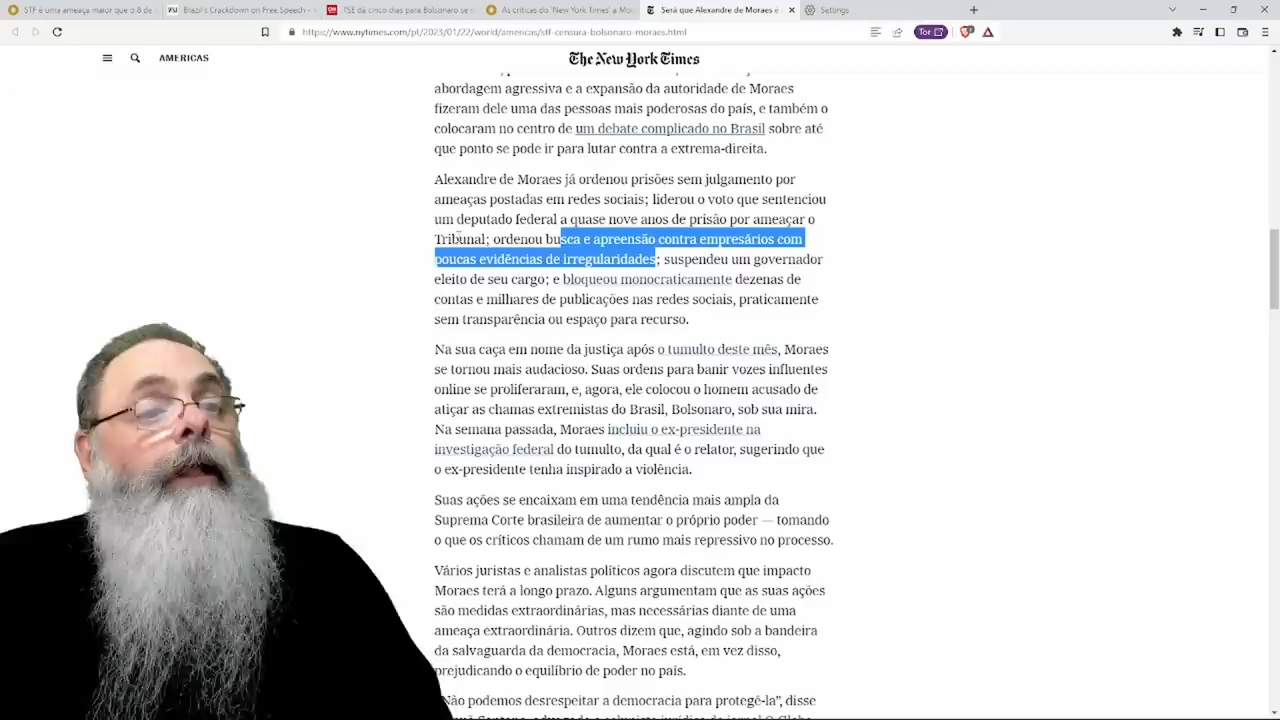 STF é uma ameaça maior que o 8 de
Brazil's Crackdown on Free Speech -
TSE dá cinco dias para Bolsonaro se
As críticas do 'New York Times' a Mo
Será que Alexandre de Moraes é
Settings
https://www.nytimes.com/pt/2023/01/22/world/americas/stf-censura-bolsonaro-moraes.html
Tor
AMERICAS
The New York Times
abordagem agressiva e a expansão da autoridade de Moraes
fizeram dele uma das pessoas mais poderosas do país, e também o
colocaram no centro de um debate complicado no Brasil sobre até
que ponto se pode ir para lutar contra a extrema-direita.
Alexandre de Moraes já ordenou prisões sem julgamento por
ameaças postadas em redes sociais; liderou o voto que sentenciou
um deputado federal a quase nove anos de prisão por ameaçar o
Tribunal; ordenou busca e apreensão contra empresários com
poucas evidências de irregularidades; suspendeu um governador
eleito de seu cargo; e bloqueou monocraticamente dezenas de
contas e milhares de publicações nas redes sociais, praticamente
sem transparência ou espaço para recurso.
Na sua caça em nome da justiça após o tumulto deste mês, Moraes
se tornou mais audacioso. Suas ordens para banir vozes influentes
online se proliferaram, e, agora, ele colocou o homem acusado de
atiçar as chamas extremistas do Brasil, Bolsonaro, sob sua mira.
Na semana passada, Moraes incluiu o ex-presidente na
investigação federal do tumulto, da qual é o relator, sugerindo que
o ex-presidente tenha inspirado a violência.
Suas ações se encaixam em uma tendência mais ampla da
Suprema Corte brasileira de aumentar o próprio poder — tomando
o que os críticos chamam de um rumo mais repressivo no processo.
Vários juristas e analistas políticos agora discutem que impacto
Moraes terá a longo prazo. Alguns argumentam que as suas ações
são medidas extraordinárias, mas necessárias diante de uma
ameaça extraordinária. Outros dizem que, agindo sob a bandeira
da salvaguarda da democracia, Moraes está, em vez disso,
prejudicando o equilíbrio de poder no país.
"Não podemos desrespeitar a democracia para protegê-la", disse